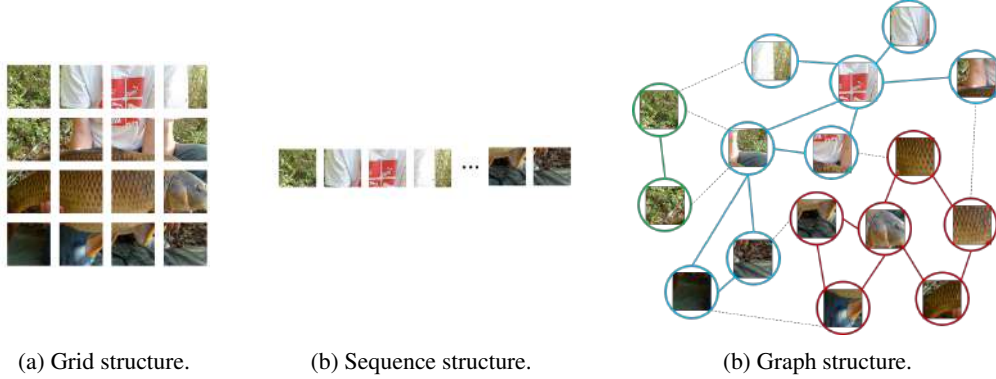 (a) Grid structure.
(b) Sequence structure.
(b) Graph structure.